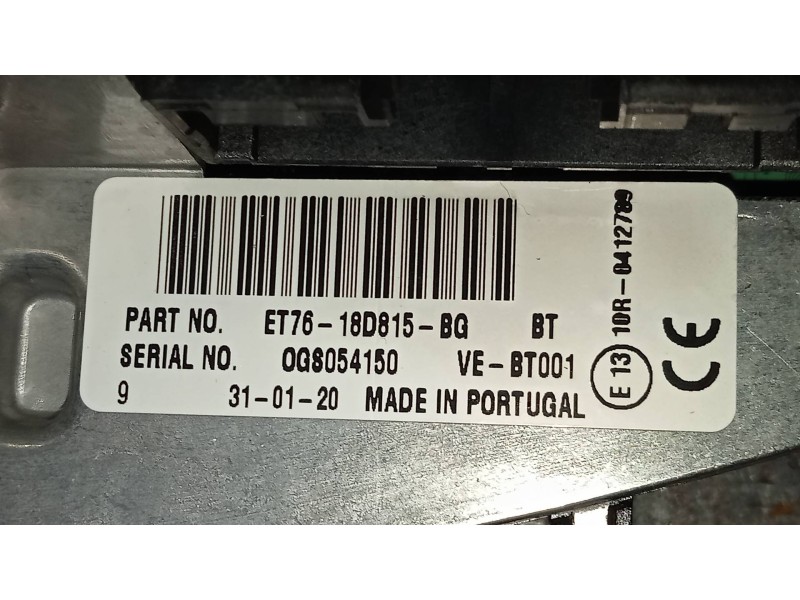 PART NO. ET76-18D815-BG BT
SERIAL NO. 0GS054150 VE-BT001
9 31-01-20 MADE IN PORTUGAL
E 13
10R-0412789
CE